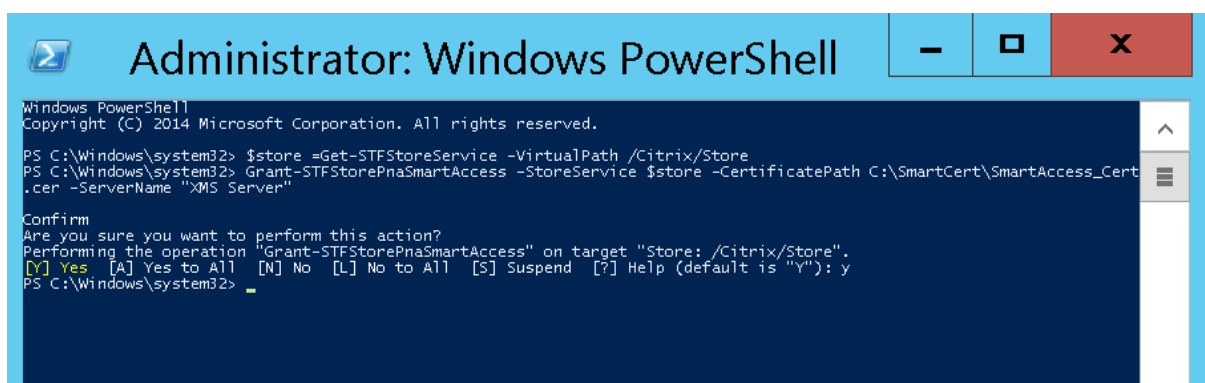 Administrator: Windows PowerShell
Windows PowerShell
Copyright (C) 2014 Microsoft Corporation. All rights reserved.
PS C:\Windows\system32> $store =Get-STFStoreService -VirtualPath /Citrix/Store
PS C:\Windows\system32> Grant-STFStorePnaSmartAccess -StoreService $store -CertificatePath C:\SmartCert\SmartAccess_Cert
.cer -ServerName "XMS Server"
Confirm
Are you sure you want to perform this action?
Performing the operation "Grant-STFStorePnaSmartAccess" on target "Store: /Citrix/Store".
[Y] Yes  [A] Yes to All  [N] No  [L] No to All  [S] Suspend  [?] Help (default is "Y"): y
PS C:\Windows\system32> _